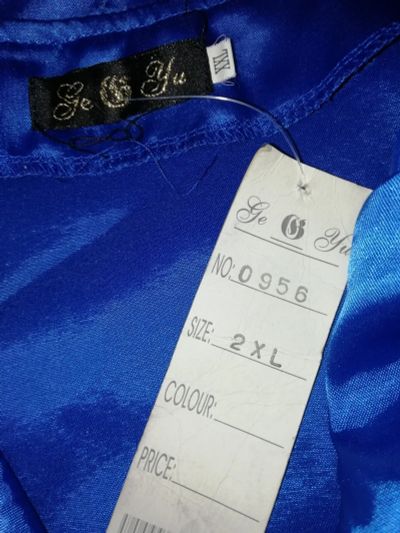 Ge G Yu
XXL
Ge G Yu
NO: 0956
SIZE: 2XL
COLOUR:
PRICE: